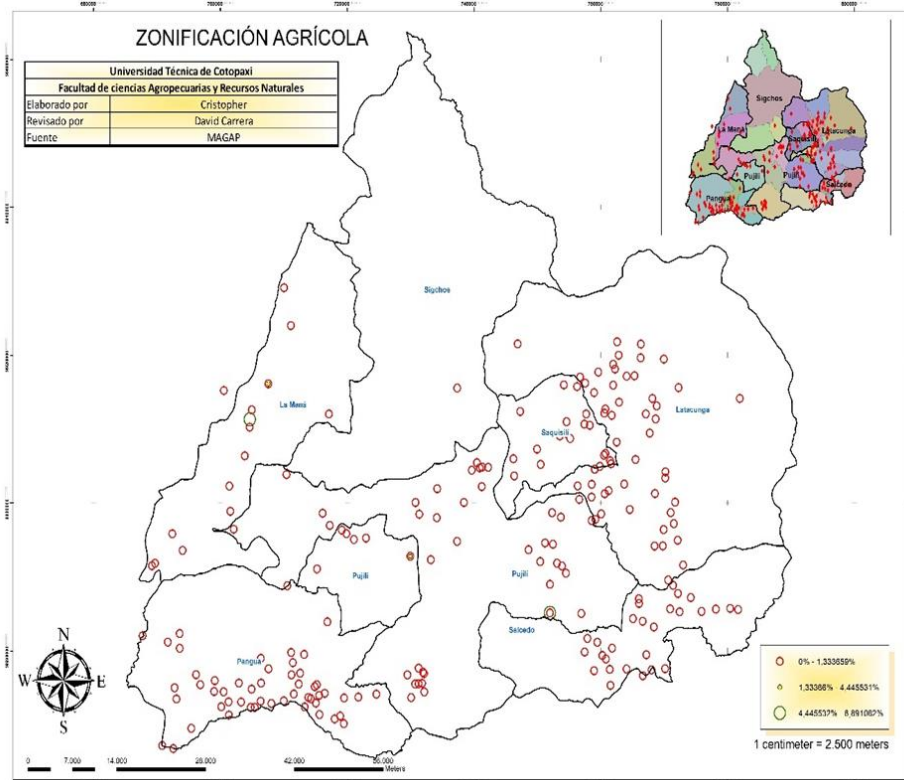 ZONIFICACIÓN AGRÍCOLA
Universidad Técnica de Cotopaxi
Facultad de ciencias Agropecuarias y Recursos Naturales
Elaborado por Cristopher
Revisado por David Carrera
Fuente MAGAP
Sigchos
La Maná
Latacunga
Saquisilí
Pujilí
Pujilí
Salcedo
Pangua
Sigchos
La Maná
Latacunga
Saquisilí
Pujilí
Pujilí
Salcedo
Pangua
N
W E
S
0%- 1,333659%
1,33366% - 4,445531%
4,445532% - 8,891062%
1 centimeter = 2.500 meters
0 7.000 14.000 28.000 42.000 56.000
Meters